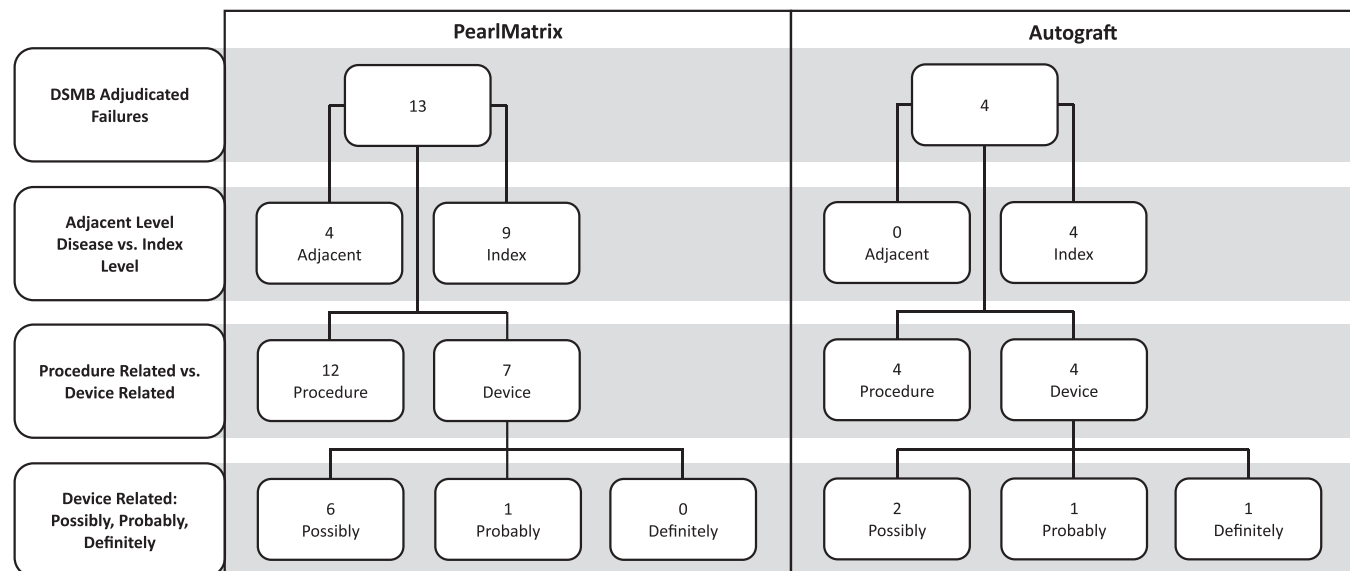 PearlMatrix
Autograft
DSMB Adjudicated
Failures
13
4
Adjacent Level
Disease vs. Index
Level
4
Adjacent
9
Index
0
Adjacent
4
Index
Procedure Related vs.
Device Related
12
Procedure
7
Device
4
Procedure
4
Device
Device Related:
Possibly, Probably,
Definitely
6
Possibly
1
Probably
0
Definitely
2
Possibly
1
Probably
1
Definitely